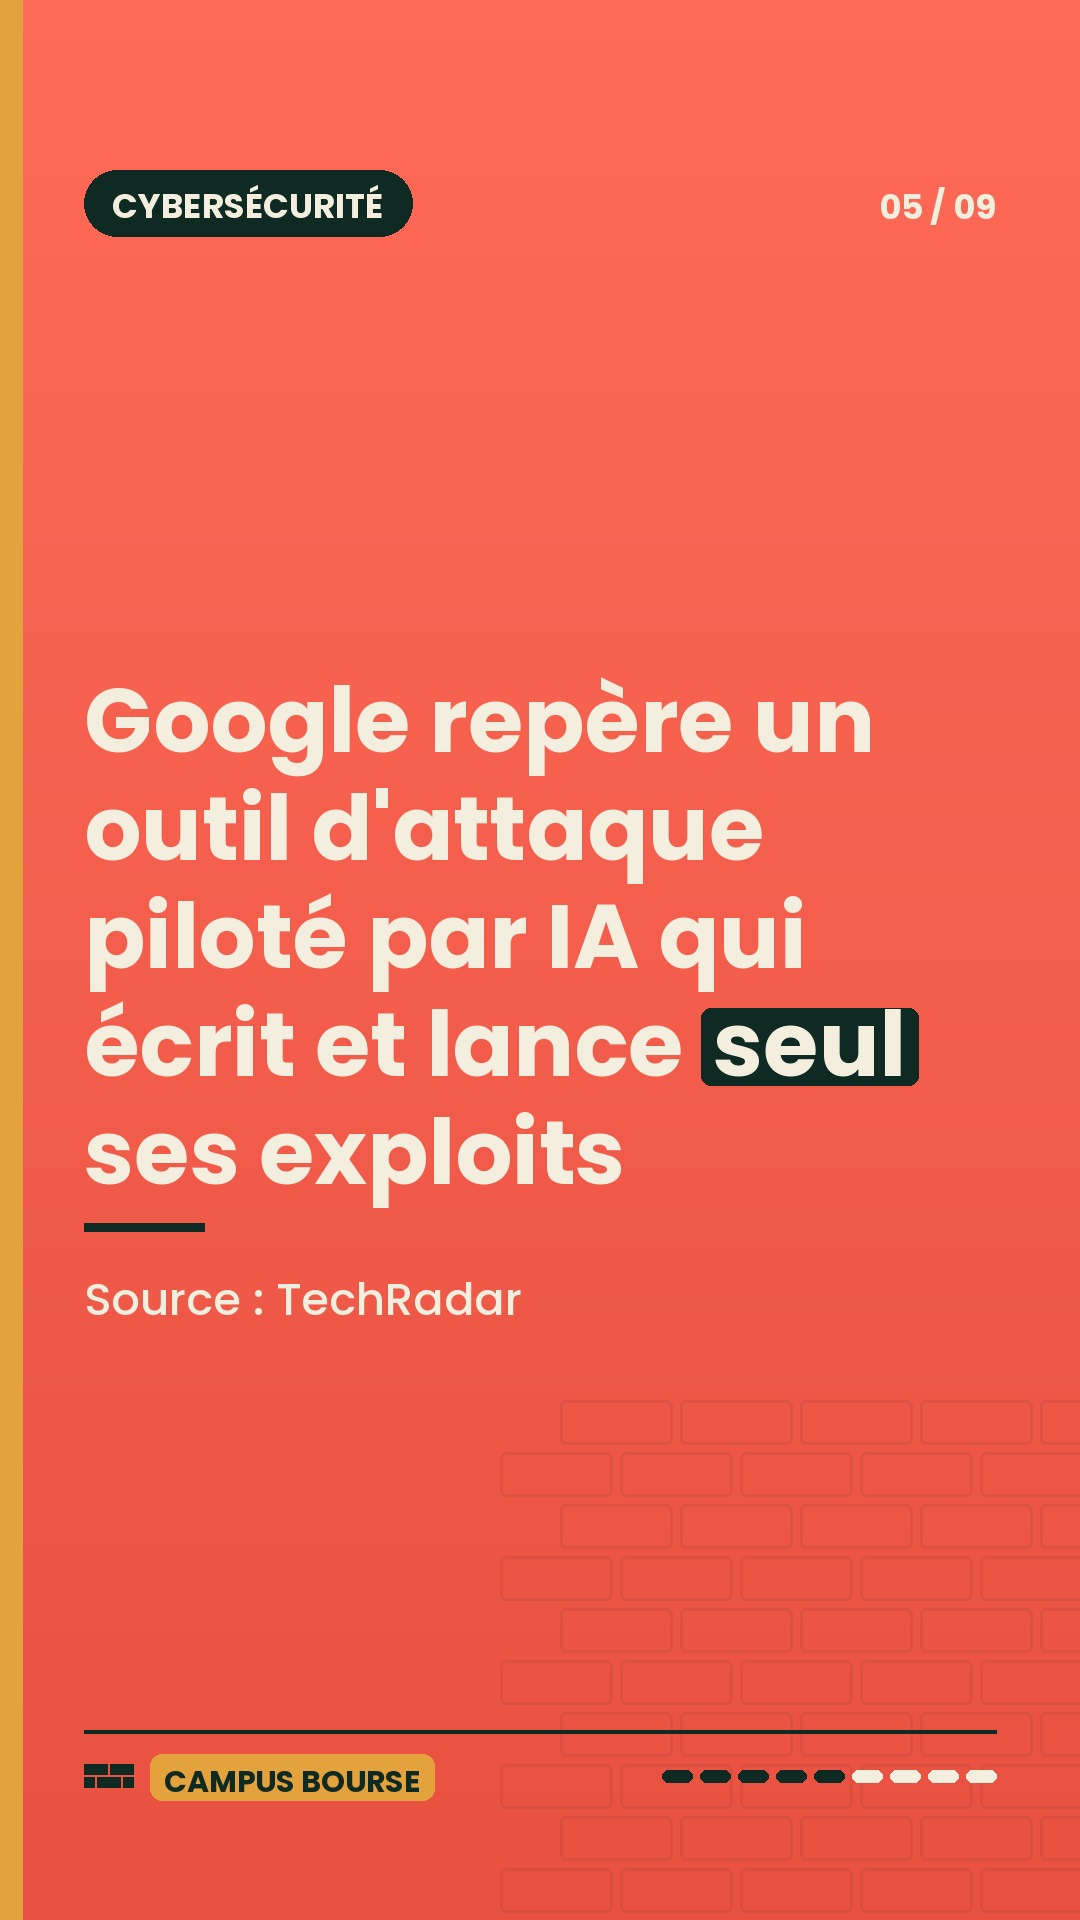 CYBERSÉCURITÉ
05 / 09
Google repère un
outil d'attaque
piloté par IA qui
écrit et lance seul
ses exploits
Source : TechRadar
CAMPUS BOURSE